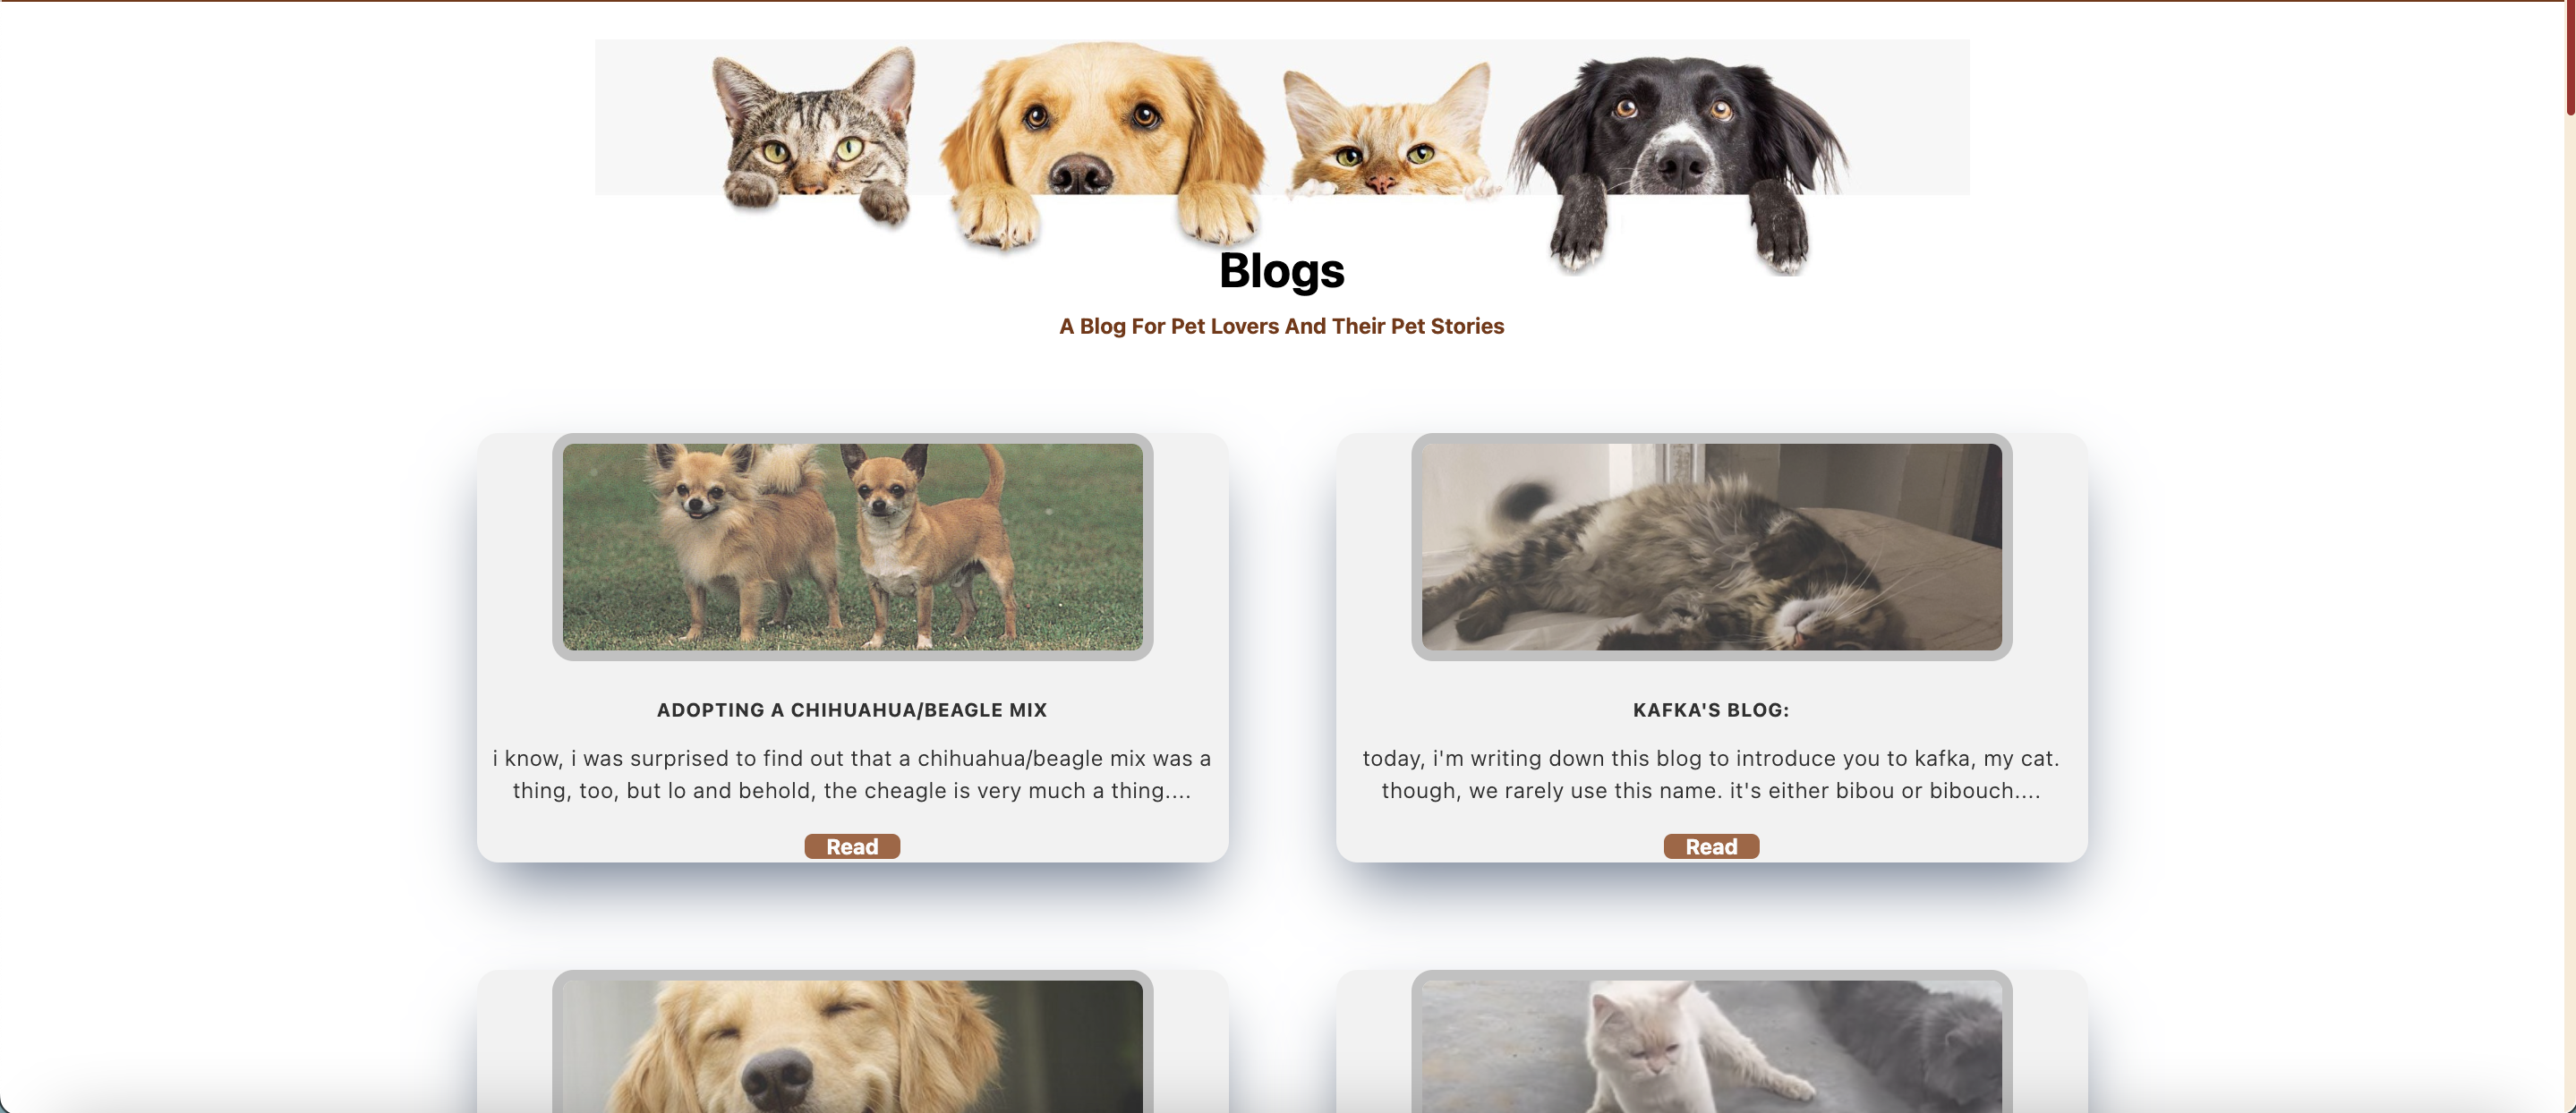 Blogs
A Blog For Pet Lovers And Their Pet Stories
ADOPTING A CHIHUAHUA/BEAGLE MIX
i know, i was surprised to find out that a chihuahua/beagle mix was a
thing, too, but lo and behold, the cheagle is very much a thing....
Read
KAFKA'S BLOG:
today, i'm writing down this blog to introduce you to kafka, my cat.
though, we rarely use this name. it's either bibou or bibouch....
Read